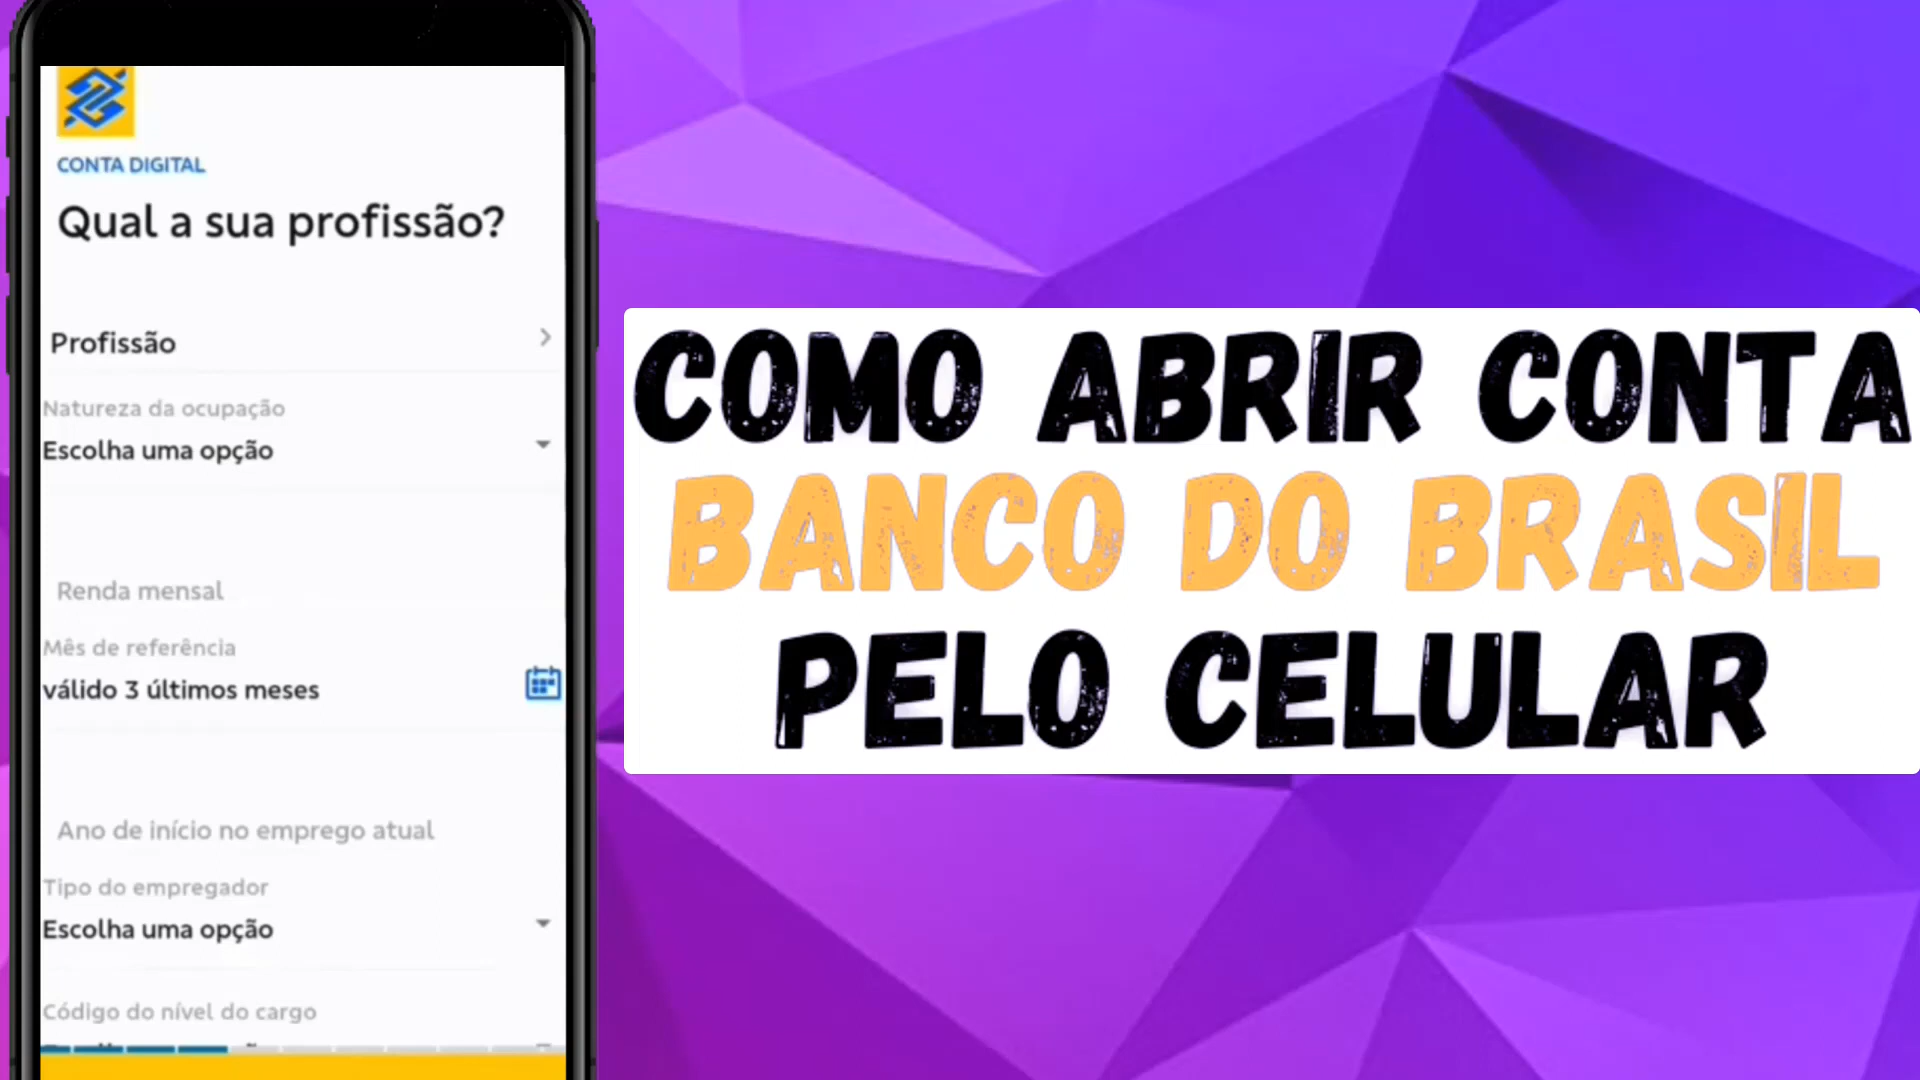 CONTA DIGITAL
Qual a sua profissão?
Profissão
Natureza da ocupação
Escolha uma opção
Renda mensal
Mês de referência
válido 3 últimos meses
Ano de início no emprego atual
Tipo do empregador
Escolha uma opção
Código do nível do cargo
COMO ABRIR CONTA
BANCO DO BRASIL
PELO CELULAR